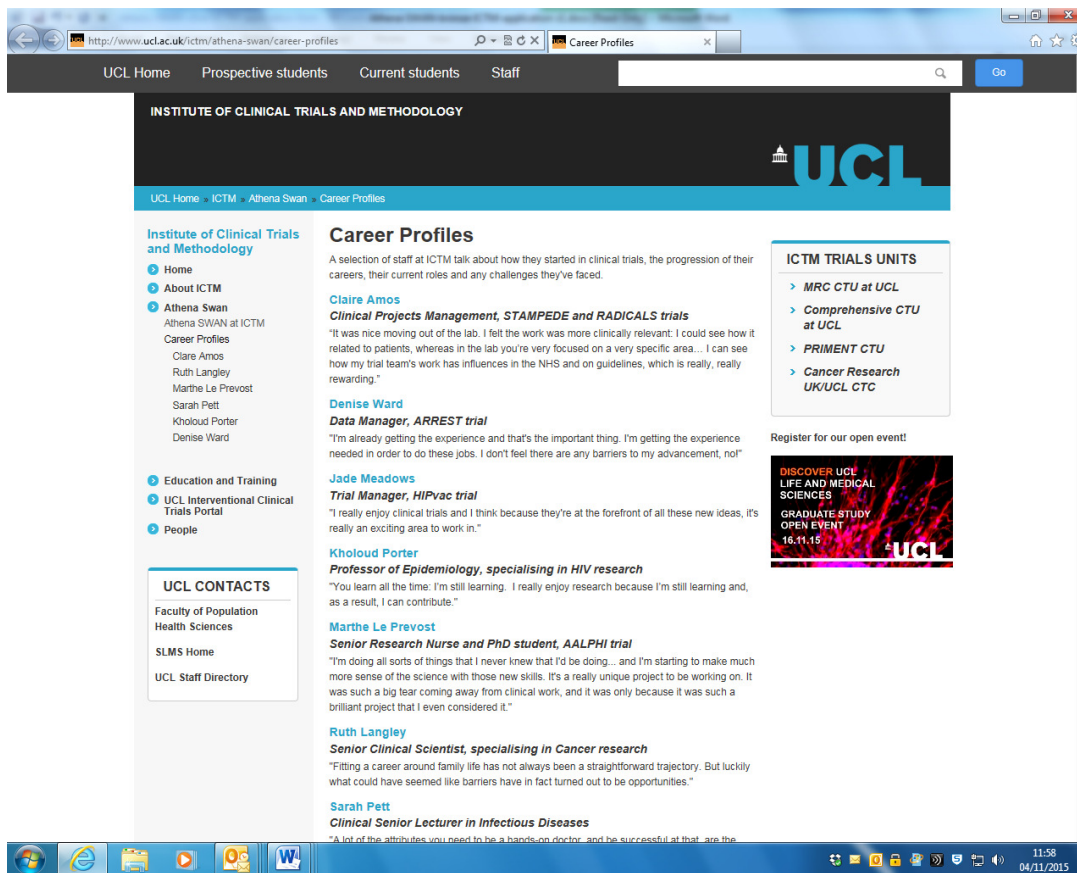 http://www.ucl.ac.uk/ictm/athena-swan/career-profiles
Career Profiles
UCL Home
Prospective students
Current students
Staff
Go
INSTITUTE OF CLINICAL TRIALS AND METHODOLOGY
UCL
UCL Home » ICTM » Athena Swan » Career Profiles
Institute of Clinical Trials
and Methodology
Home
About ICTM
Athena Swan
Athena SWAN at ICTM
Career Profiles
Clare Amos
Ruth Langley
Marthe Le Prevost
Sarah Pett
Kholoud Porter
Denise Ward
Education and Training
UCL Interventional Clinical
Trials Portal
People
UCL CONTACTS
Faculty of Population
Health Sciences
SLMS Home
UCL Staff Directory
Career Profiles
A selection of staff at ICTM talk about how they started in clinical trials, the progression of their
careers, their current roles and any challenges they've faced.
Claire Amos
Clinical Projects Management, STAMPEDE and RADICALS trials
"It was nice moving out of the lab. I felt the work was more clinically relevant: I could see how it
related to patients, whereas in the lab you're very focused on a very specific area… I can see
how my trial team's work has influences in the NHS and on guidelines, which is really, really
rewarding."
Denise Ward
Data Manager, ARREST trial
"I'm already getting the experience and that's the important thing. I'm getting the experience
needed in order to do these jobs. I don't feel there are any barriers to my advancement, no!"
Jade Meadows
Trial Manager, HIPvac trial
"I really enjoy clinical trials and I think because they're at the forefront of all these new ideas, it's
really an exciting area to work in."
Kholoud Porter
Professor of Epidemiology, specialising in HIV research
"You learn all the time: I'm still learning. I really enjoy research because I'm still learning and,
as a result, I can contribute."
Marthe Le Prevost
Senior Research Nurse and PhD student, AALPHI trial
"I'm doing all sorts of things that I never knew that I'd be doing... and I'm starting to make much
more sense of the science with those new skills. It's a really unique project to be working on. It
was such a big tear coming away from clinical work, and it was only because it was such a
brilliant project that I even considered it."
Ruth Langley
Senior Clinical Scientist, specialising in Cancer research
"Fitting a career around family life has not always been a straightforward trajectory. But luckily
what could have seemed like barriers have in fact turned out to be opportunities."
Sarah Pett
Clinical Senior Lecturer in Infectious Diseases
"A lot of the attributes you need to be a hands-on doctor, and be successful at that, are the
ICTM TRIALS UNITS
MRC CTU at UCL
Comprehensive CTU
at UCL
PRIMENT CTU
Cancer Research
UK/UCL CTC
Register for our open event!
DISCOVER UCL
LIFE AND MEDICAL
SCIENCES
GRADUATE STUDY
OPEN EVENT
16.11.15
UCL
11:58
04/11/2015